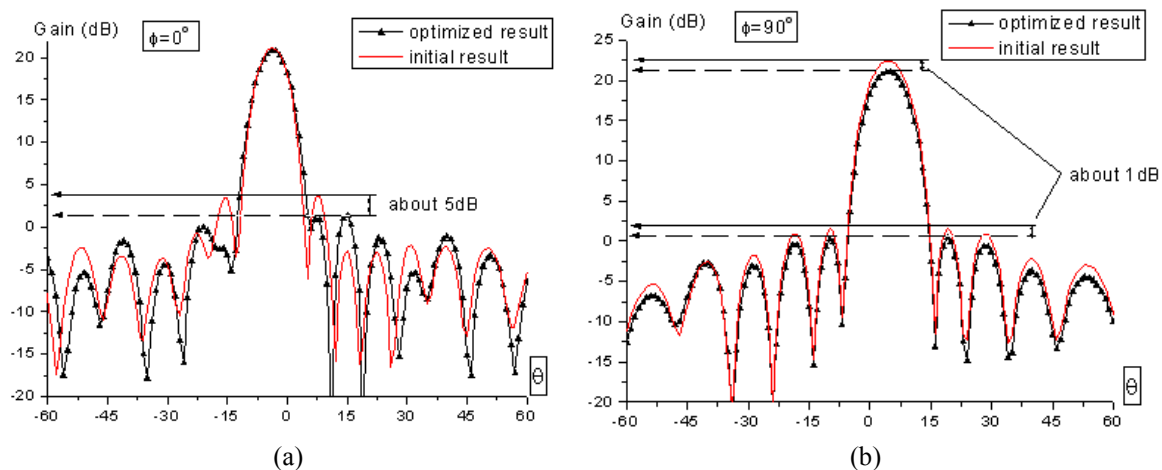 Gain (dB)
ϕ=0°
optimized result
initial result
20
15
10
5
0
-5
-10
-15
-20
about 5dB
θ
-60 -45 -30 -15 0 15 30 45 60
(a)
Gain (dB)
ϕ=90°
optimized result
initial result
25
20
15
10
5
0
-5
-10
-15
-20
about 1dB
θ
-60 -45 -30 -15 0 15 30 45 60
(b)